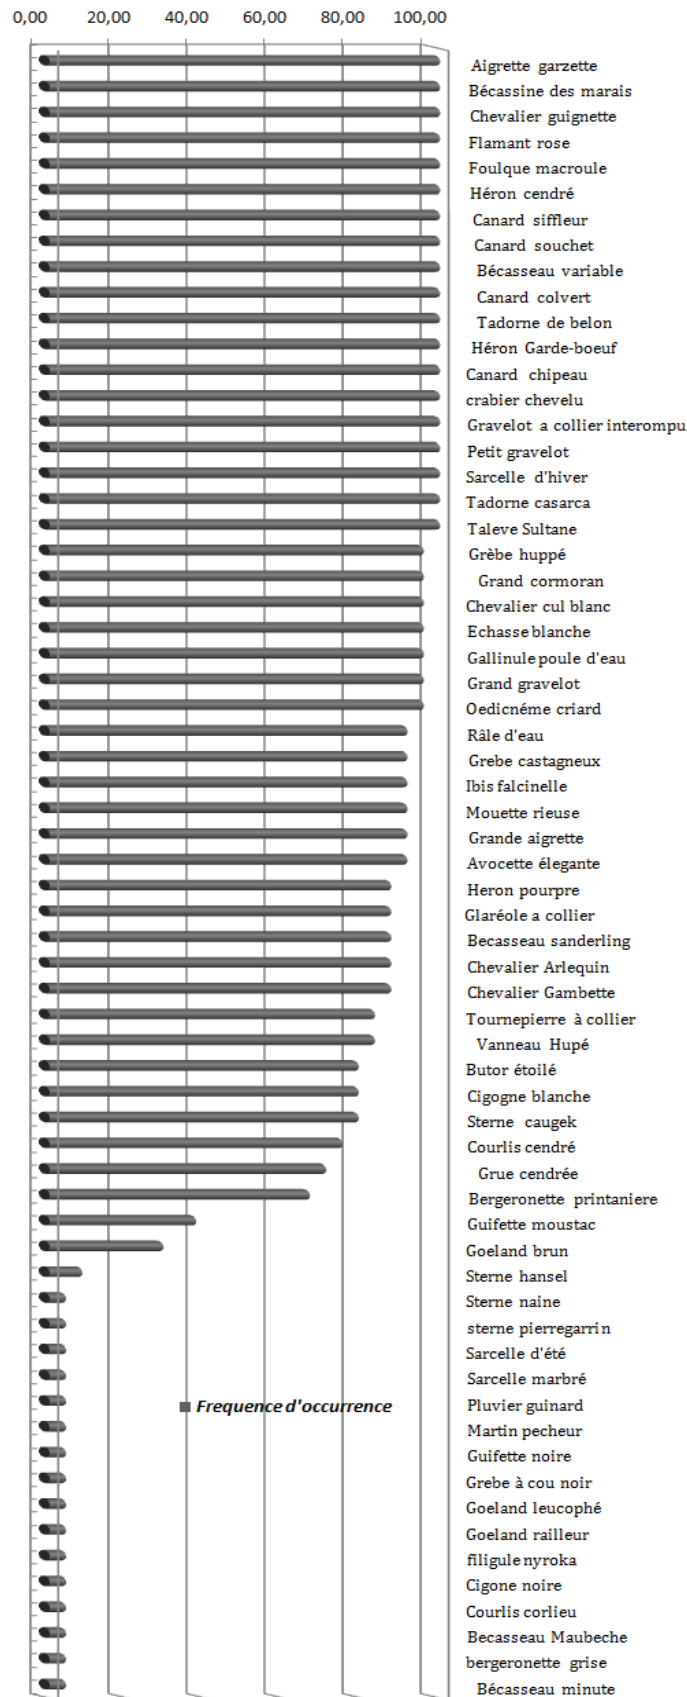 0,00 20,00 40,00 60,00 80,00 100,00
Aigrette garzette
Bécassine des marais
Chevalier guignette
Flamant rose
Foulque macroule
Héron cendré
Canard siffleur
Canard souchet
Bécasseau variable
Canard colvert
Tadorne de belon
Héron Garde-boeuf
Canard chipeau
crabier chevelu
Gravelot a collier interompu
Petit gravelot
Sarcelle d'hiver
Tadorne casarca
Taleve Sultane
Grèbe huppé
Grand cormoran
Chevalier cul blanc
Echasse blanche
Gallinule poule d'eau
Grand gravelot
Oedicnéme criard
Râle d'eau
Grebe castagneux
Ibis falcinelle
Mouette rieuse
Grande aigrette
Avocette élegante
Heron pourpre
Glaréole a collier
Becasseau sanderling
Chevalier Arlequin
Chevalier Gambette
Tournepierre à collier
Vanneau Hupé
Butor étoilé
Cigogne blanche
Sterne caugek
Courlis cendré
Grue cendrée
Bergeronette printaniere
Guifette moustac
Goeland brun
Sterne hansel
Sterne naine
sterne pierregarrin
Sarcelle d'été
Sarcelle marbré
Frequence d'occurrence
Pluvier guinard
Martin pecheur
Guifette noire
Grebe à cou noir
Goeland leucophé
Goeland railleur
filigule nyroka
Cigone noire
Courlis corlieu
Becasseau Maubeche
bergeronette grise
Bécasseau minute